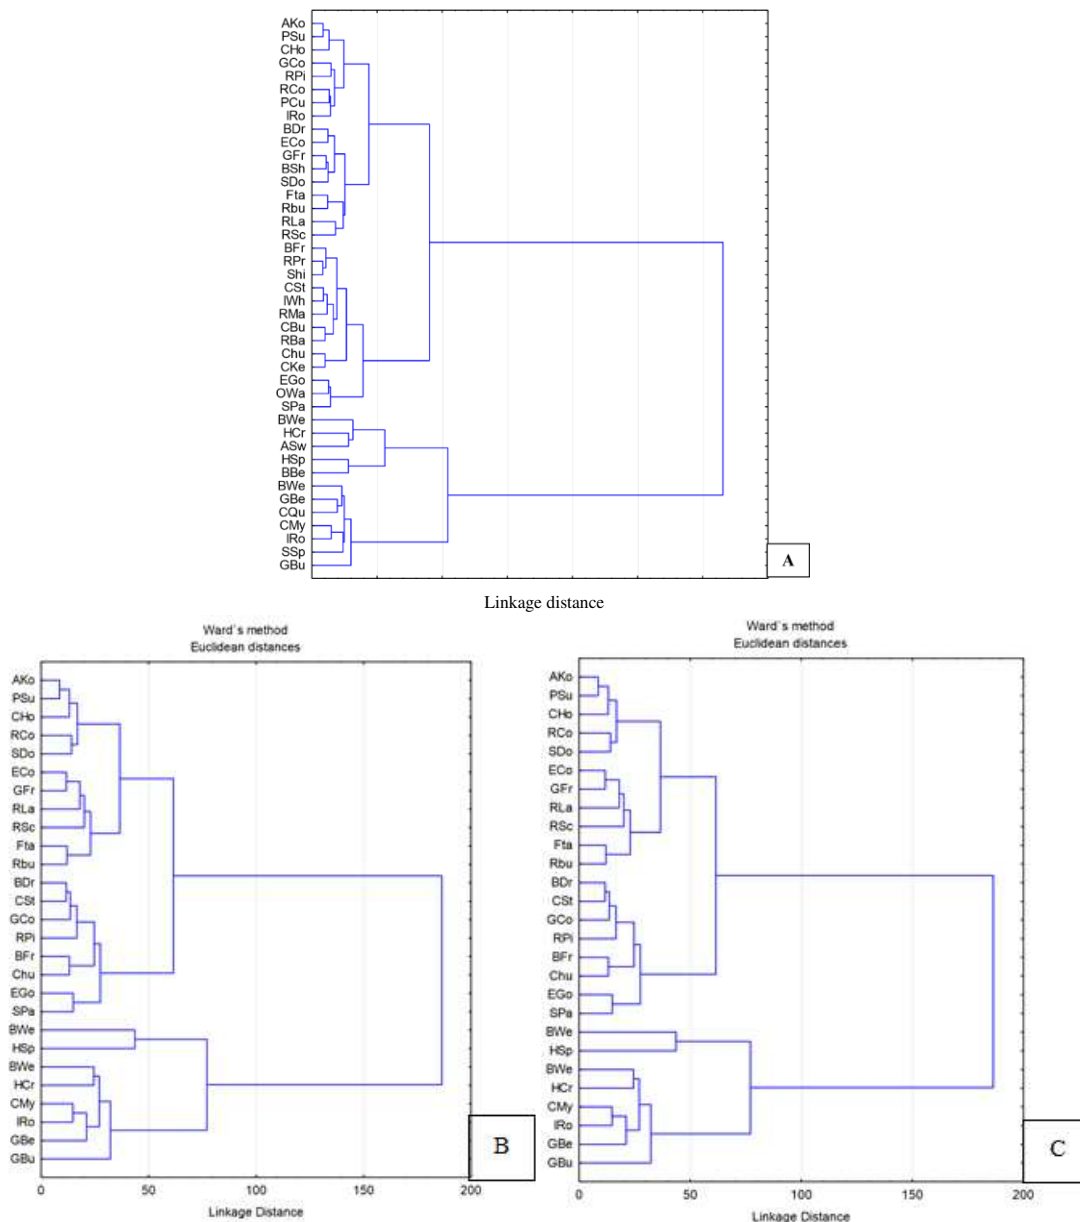 AKo
PSu
CHo
GCo
RPi
RCo
PCu
IRo
BDr
ECo
GFr
BSh
SDo
Fta
Rbu
RLa
RSc
BFr
RPr
Shi
CSt
IWh
RMa
CBu
RBa
Chu
CKe
EGo
OWa
SPa
BWe
HCr
ASw
HSp
BBe
BWe
GBe
CQu
CMy
IRo
SSp
GBu
A
Linkage distance
Ward`s method
Euclidean distances
AKo
PSu
CHo
RCo
SDo
ECo
GFr
RLa
RSc
Fta
Rbu
BDr
CSt
GCo
RPi
BFr
Chu
EGo
SPa
BWe
HSp
BWe
HCr
CMy
IRo
GBe
GBu
0 50 100 150 200
Linkage Distance
B
Ward`s method
Euclidean distances
AKo
PSu
CHo
RCo
SDo
ECo
GFr
RLa
RSc
Fta
Rbu
BDr
CSt
GCo
RPi
BFr
Chu
EGo
SPa
BWe
HSp
BWe
HCr
CMy
IRo
GBe
GBu
0 50 100 150 200
Linkage Distance
C